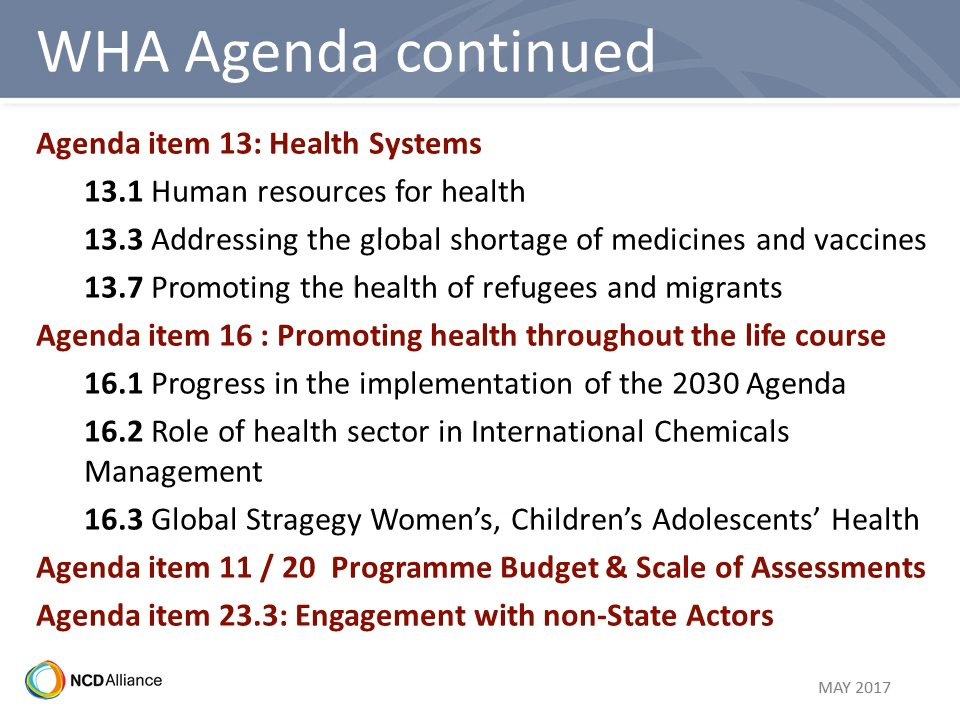 WHA Agenda continued
Agenda item 13: Health Systems
13.1 Human resources for health
13.3 Addressing the global shortage of medicines and vaccines
13.7 Promoting the health of refugees and migrants
Agenda item 16 : Promoting health throughout the life course
16.1 Progress in the implementation of the 2030 Agenda
16.2 Role of health sector in International Chemicals
Management
16.3 Global Stragegy Women’s, Children’s Adolescents’ Health
Agenda item 11 / 20  Programme Budget & Scale of Assessments
Agenda item 23.3: Engagement with non-State Actors
NCD Alliance
MAY 2017